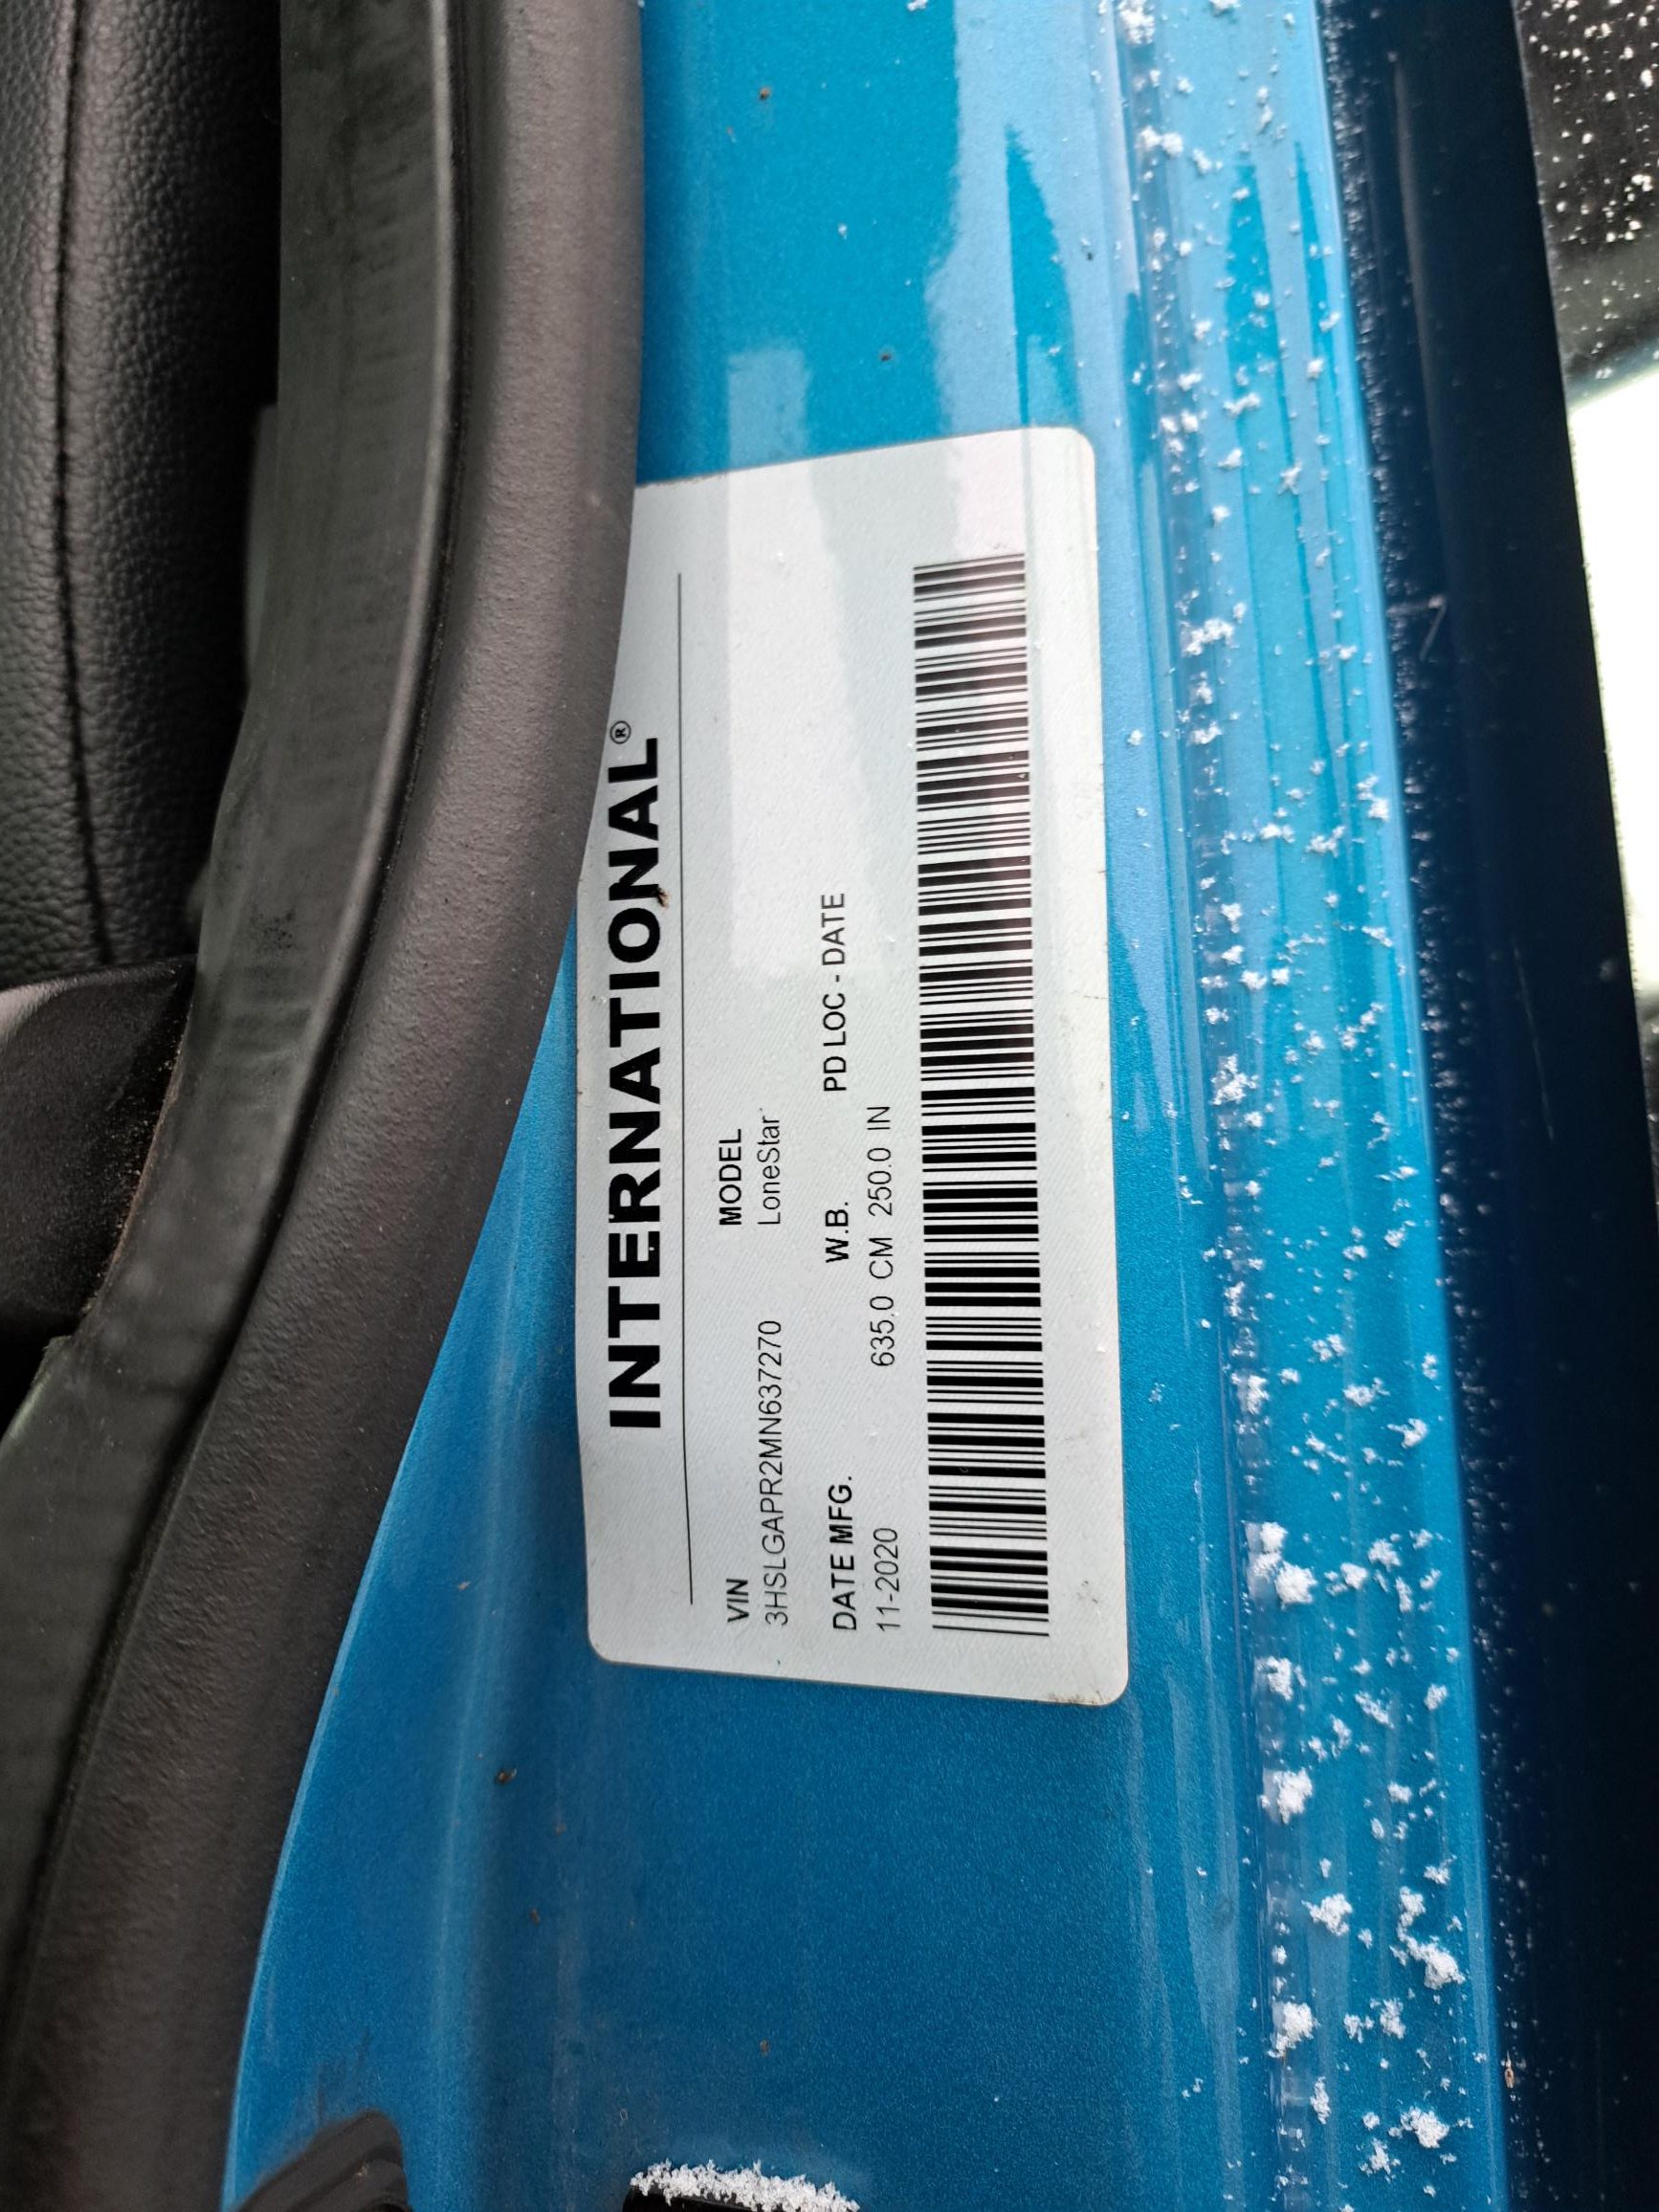 INTERNATIONAL®
VIN MODEL
3HSLGAPR2MN637270 LoneStar
DATE MFG. W.B. PD LOC - DATE
11-2020 635.0 CM 250.0 IN